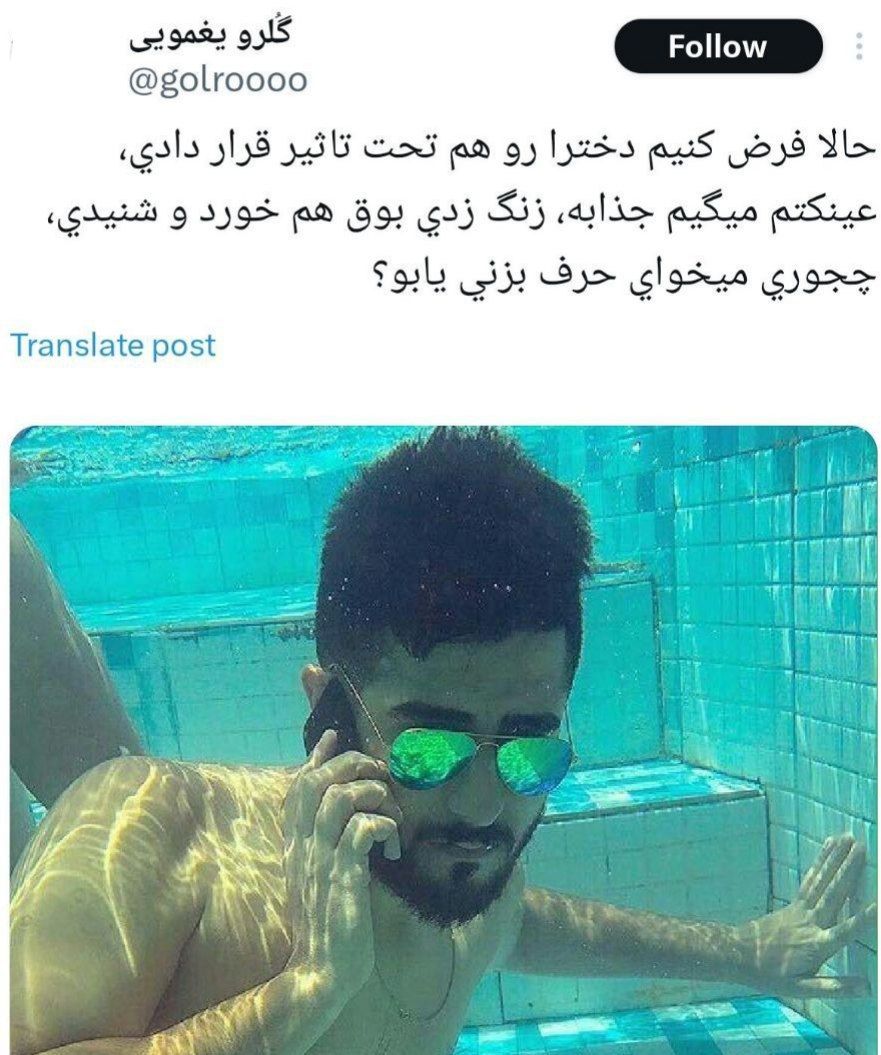 گُلرو یغمویی
Follow
@golroooo
حالا فرض کنیم دخترا رو هم تحت تاثیر قرار دادي،
عینکتم میگیم جذابه، زنگ زدي بوق هم خورد و شنیدي،
چجوري میخواي حرف بزني یابو؟
Translate post